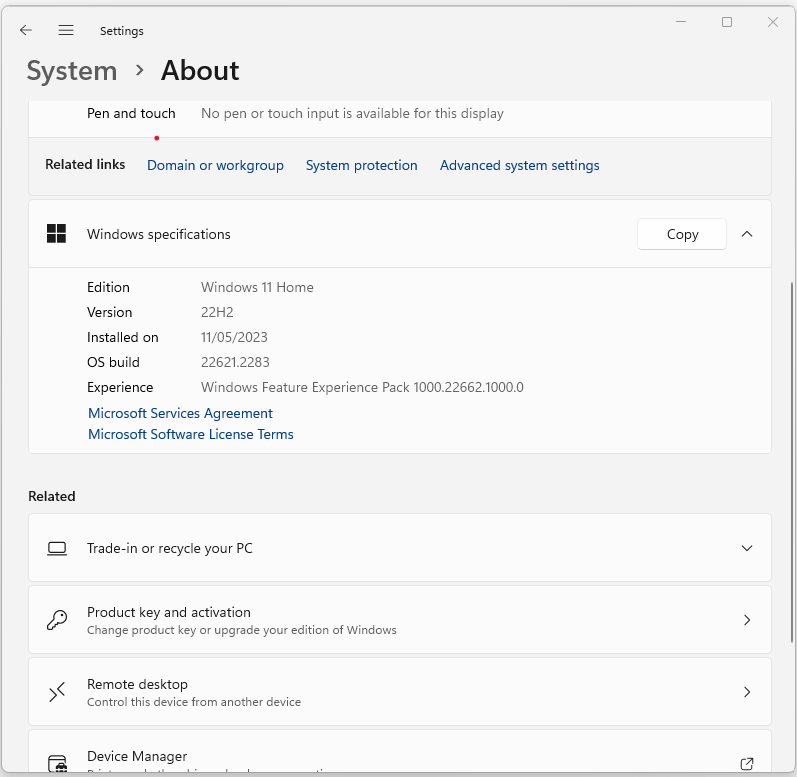 Settings
System › About
Pen and touch No pen or touch input is available for this display
Related links Domain or workgroup System protection Advanced system settings
Windows specifications Copy
Edition Windows 11 Home
Version 22H2
Installed on 11/05/2023
OS build 22621.2283
Experience Windows Feature Experience Pack 1000.22662.1000.0
Microsoft Services Agreement
Microsoft Software License Terms
Related
Trade-in or recycle your PC
Product key and activation
Change product key or upgrade your edition of Windows
Remote desktop
Control this device from another device
Device Manager